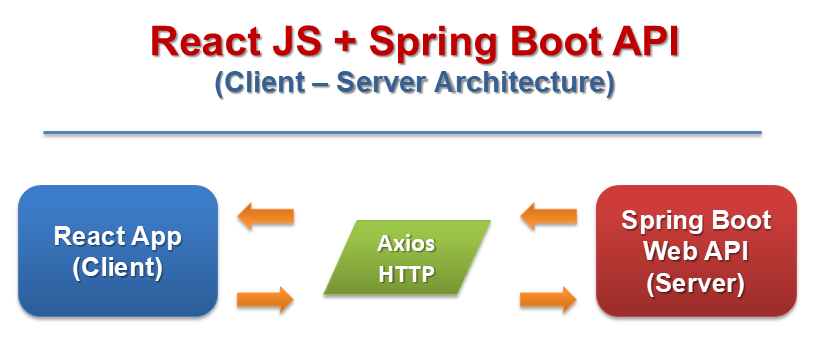 React JS + Spring Boot API
(Client – Server Architecture)
React App
(Client)
Axios
HTTP
Spring Boot
Web API
(Server)